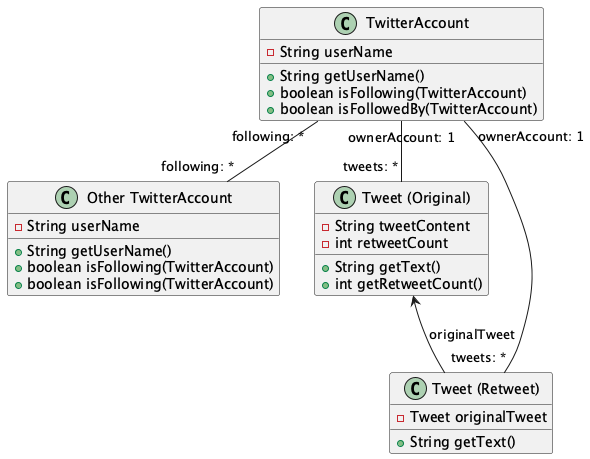 C TwitterAccount
String userName
String getUserName()
boolean isFollowing(TwitterAccount)
boolean isFollowedBy(TwitterAccount)
following: *
ownerAccount: 1
ownerAccount: 1
following: *
tweets: *
C Other TwitterAccount
String userName
String getUserName()
boolean isFollowing(TwitterAccount)
boolean isFollowing(TwitterAccount)
C Tweet (Original)
String tweetContent
int retweetCount
String getText()
int getRetweetCount()
originalTweet
tweets: *
C Tweet (Retweet)
Tweet originalTweet
String getText()